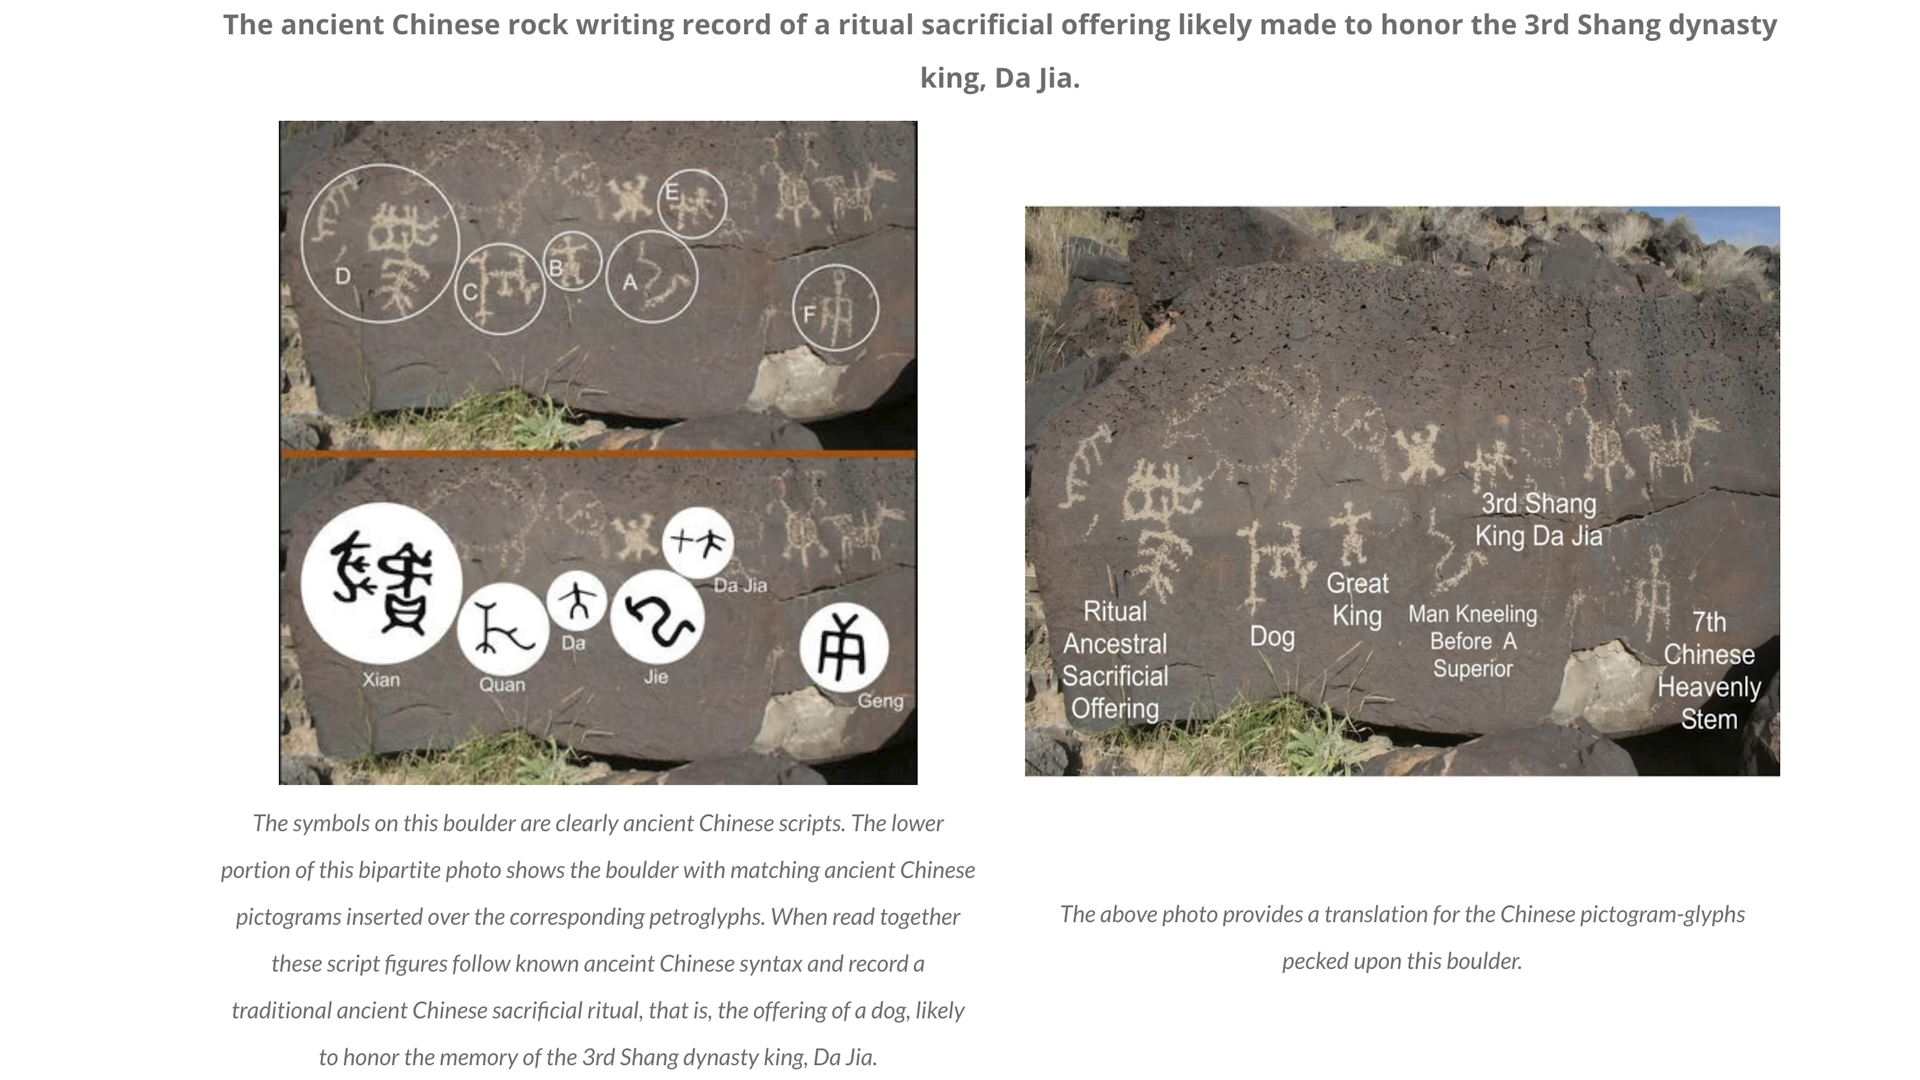 The ancient Chinese rock writing record of a ritual sacrificial offering likely made to honor the 3rd Shang dynasty
king, Da Jia.
D
C
B
A
E
F
Xian
Quan
Da
Jie
Da Jia
Geng
The symbols on this boulder are clearly ancient Chinese scripts. The lower
portion of this bipartite photo shows the boulder with matching ancient Chinese
pictograms inserted over the corresponding petroglyphs. When read together
these script figures follow known anceint Chinese syntax and record a
traditional ancient Chinese sacrificial ritual, that is, the offering of a dog, likely
to honor the memory of the 3rd Shang dynasty king, Da Jia.
Ritual
Ancestral
Sacrificial
Offering
Dog
Great
King
Man Kneeling
Before A
Superior
3rd Shang
King Da Jia
7th
Chinese
Heavenly
Stem
The above photo provides a translation for the Chinese pictogram-glyphs
pecked upon this boulder.